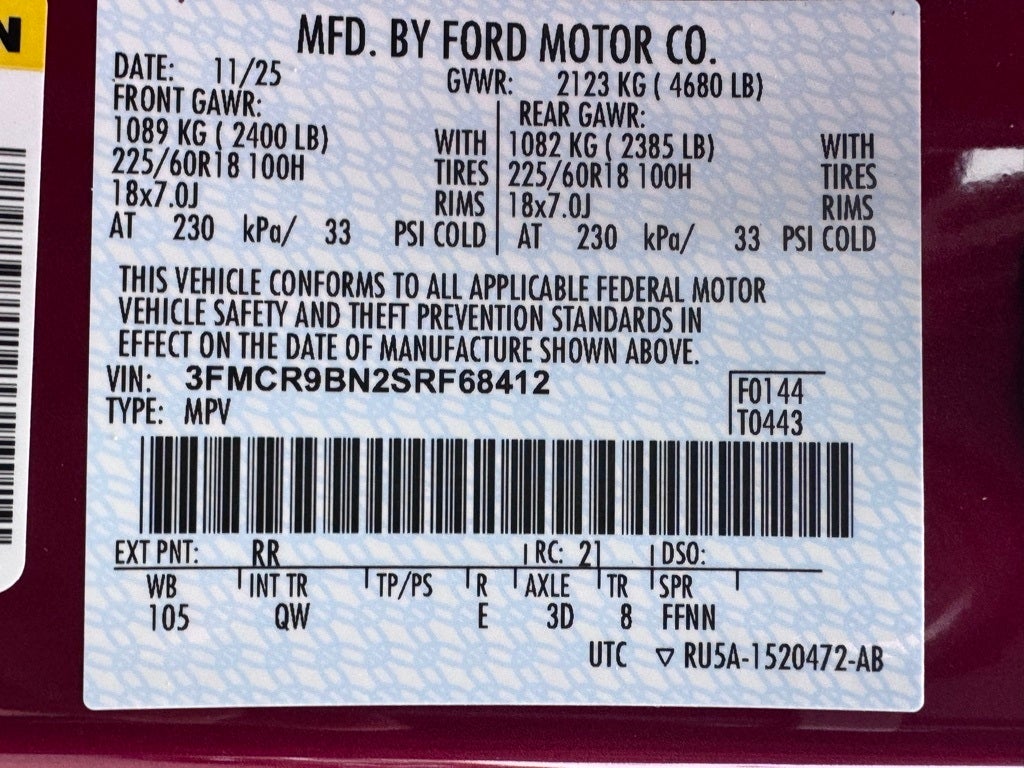 N
MFD. BY FORD MOTOR CO.
DATE: 11/25 GVWR: 2123 KG ( 4680 LB)
FRONT GAWR: REAR GAWR:
1089 KG ( 2400 LB) WITH 1082 KG ( 2385 LB) WITH
225/60R18 100H TIRES 225/60R18 100H TIRES
18x7.0J RIMS 18x7.0J RIMS
AT 230 kPa/ 33 PSI COLD AT 230 kPa/ 33 PSI COLD
THIS VEHICLE CONFORMS TO ALL APPLICABLE FEDERAL MOTOR
VEHICLE SAFETY AND THEFT PREVENTION STANDARDS IN
EFFECT ON THE DATE OF MANUFACTURE SHOWN ABOVE.
VIN: 3FMCR9BN2SRF68412
TYPE: MPV
F0144
T0443
EXT PNT: RR RC: 21 DSO:
WB INT TR TP/PS R AXLE TR SPR
105 QW E 3D 8 FFNN
UTC ▽ RU5A-1520472-AB